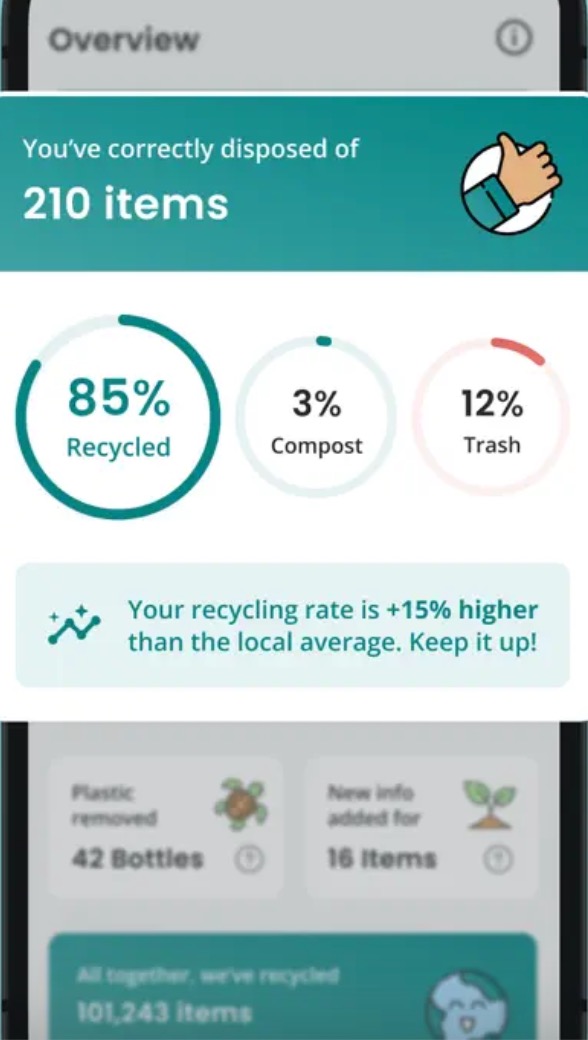 Overview
You've correctly disposed of
210 items
85%
Recycled
3%
Compost
12%
Trash
Your recycling rate is +15% higher
than the local average. Keep it up!
Plastic
removed
42 Bottles
New info
added for
16 Items
All together, we've recycled
101,243 items